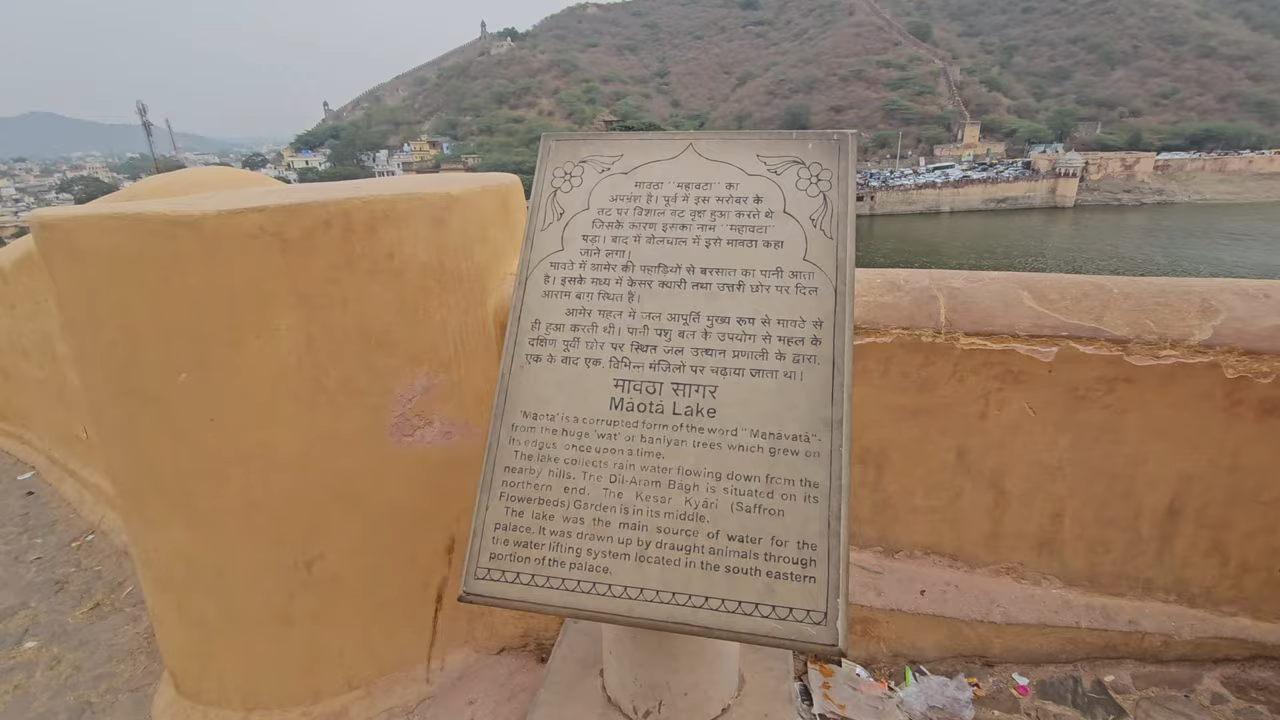 मावठा "महावटा" का
अपभ्रंश है। पूर्व में इस सरोबर के
तट पर विशाल वट वृक्ष हुआ करते थे
जिसके कारण इसका नाम "महावटा"
पड़ा। बाद में बोलचाल में इसे मावठा कहा
जाने लगा।
मावठे में आमेर की पहाड़ियों से बरसात का पानी आता
है। इसके मध्य में केसर क्यारी तथा उत्तरी छोर पर दिल
आराम बाग़ स्थित हैं।
आमेर महल में जल आपूर्ति मुख्य रूप से मावठे से
ही हुआ करती थी। पानी पशु बल के उपयोग से महल के
दक्षिण पूर्वी छोर पर स्थित जल उत्थान प्रणाली के द्वारा,
एक के वाद एक, विभिन्न मंजिलों पर चढ़ाया जाता था।
मावठा सागर
Māotā Lake
'Maota' is a corrupted form of the word "Mahāvatā"-
from the huge 'wat' or baniyan trees which grew on
its edges once upon a time.
The lake collects rain water flowing down from the
nearby hills. The Dil-Aram Bāgh is situated on its
northern end. The Kesar Kyāri (Saffron
Flowerbeds) Garden is in its middle.
The lake was the main source of water for the
palace. It was drawn up by draught animals through
the water lifting system located in the south eastern
portion of the palace.